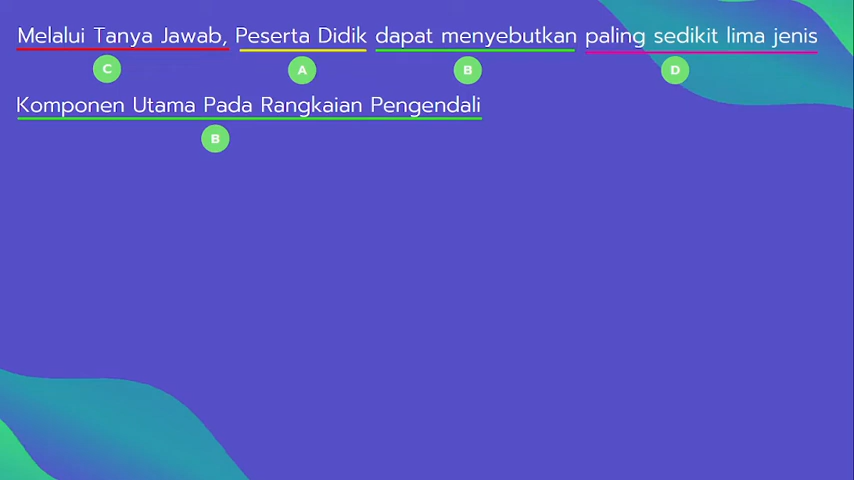 Melalui Tanya Jawab, Peserta Didik dapat menyebutkan paling sedikit lima jenis
C A B D
Komponen Utama Pada Rangkaian Pengendali
B